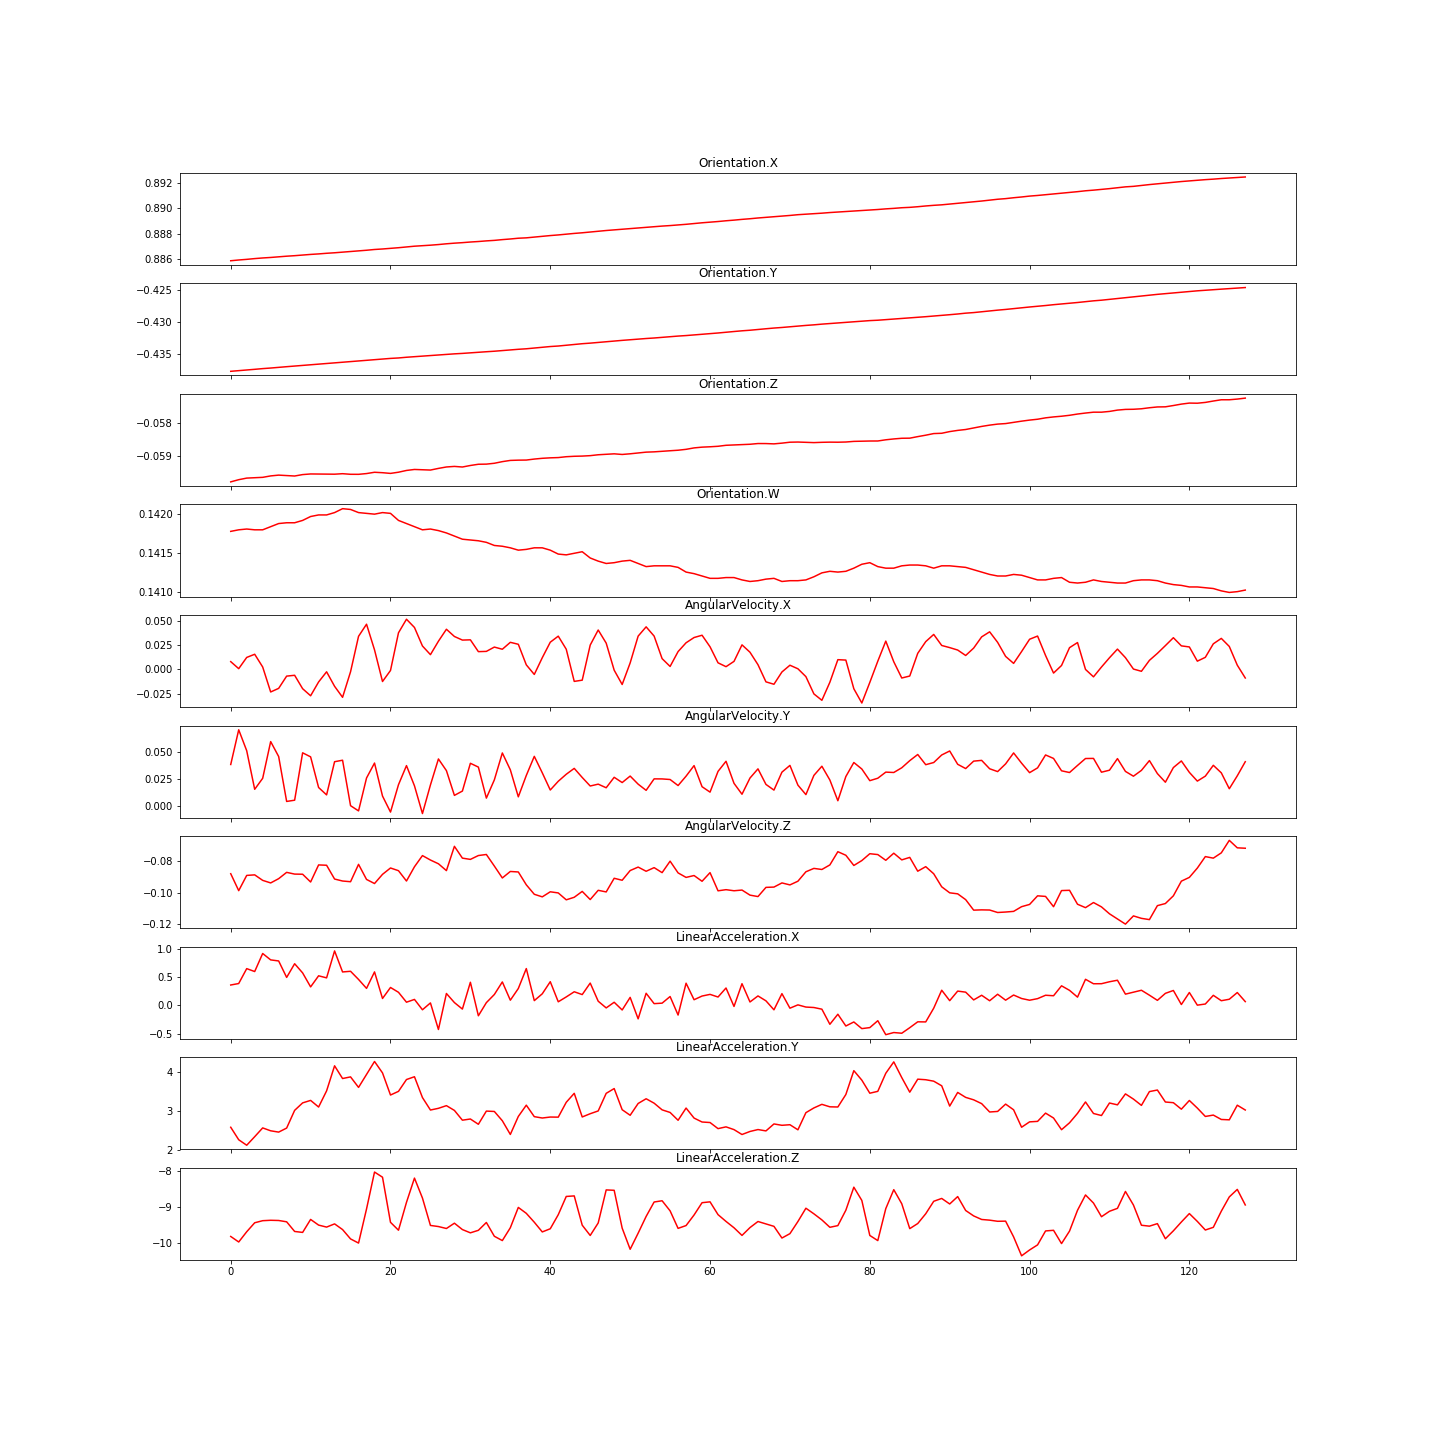 Orientation.X
0.892
0.890
0.888
0.886
Orientation.Y
−0.425
−0.430
−0.435
Orientation.Z
−0.058
−0.059
Orientation.W
0.1420
0.1415
0.1410
AngularVelocity.X
0.050
0.025
0.000
−0.025
AngularVelocity.Y
0.050
0.025
0.000
AngularVelocity.Z
−0.08
−0.10
−0.12
LinearAcceleration.X
1.0
0.5
0.0
−0.5
LinearAcceleration.Y
4
3
2
LinearAcceleration.Z
−8
−9
−10
0 20 40 60 80 100 120